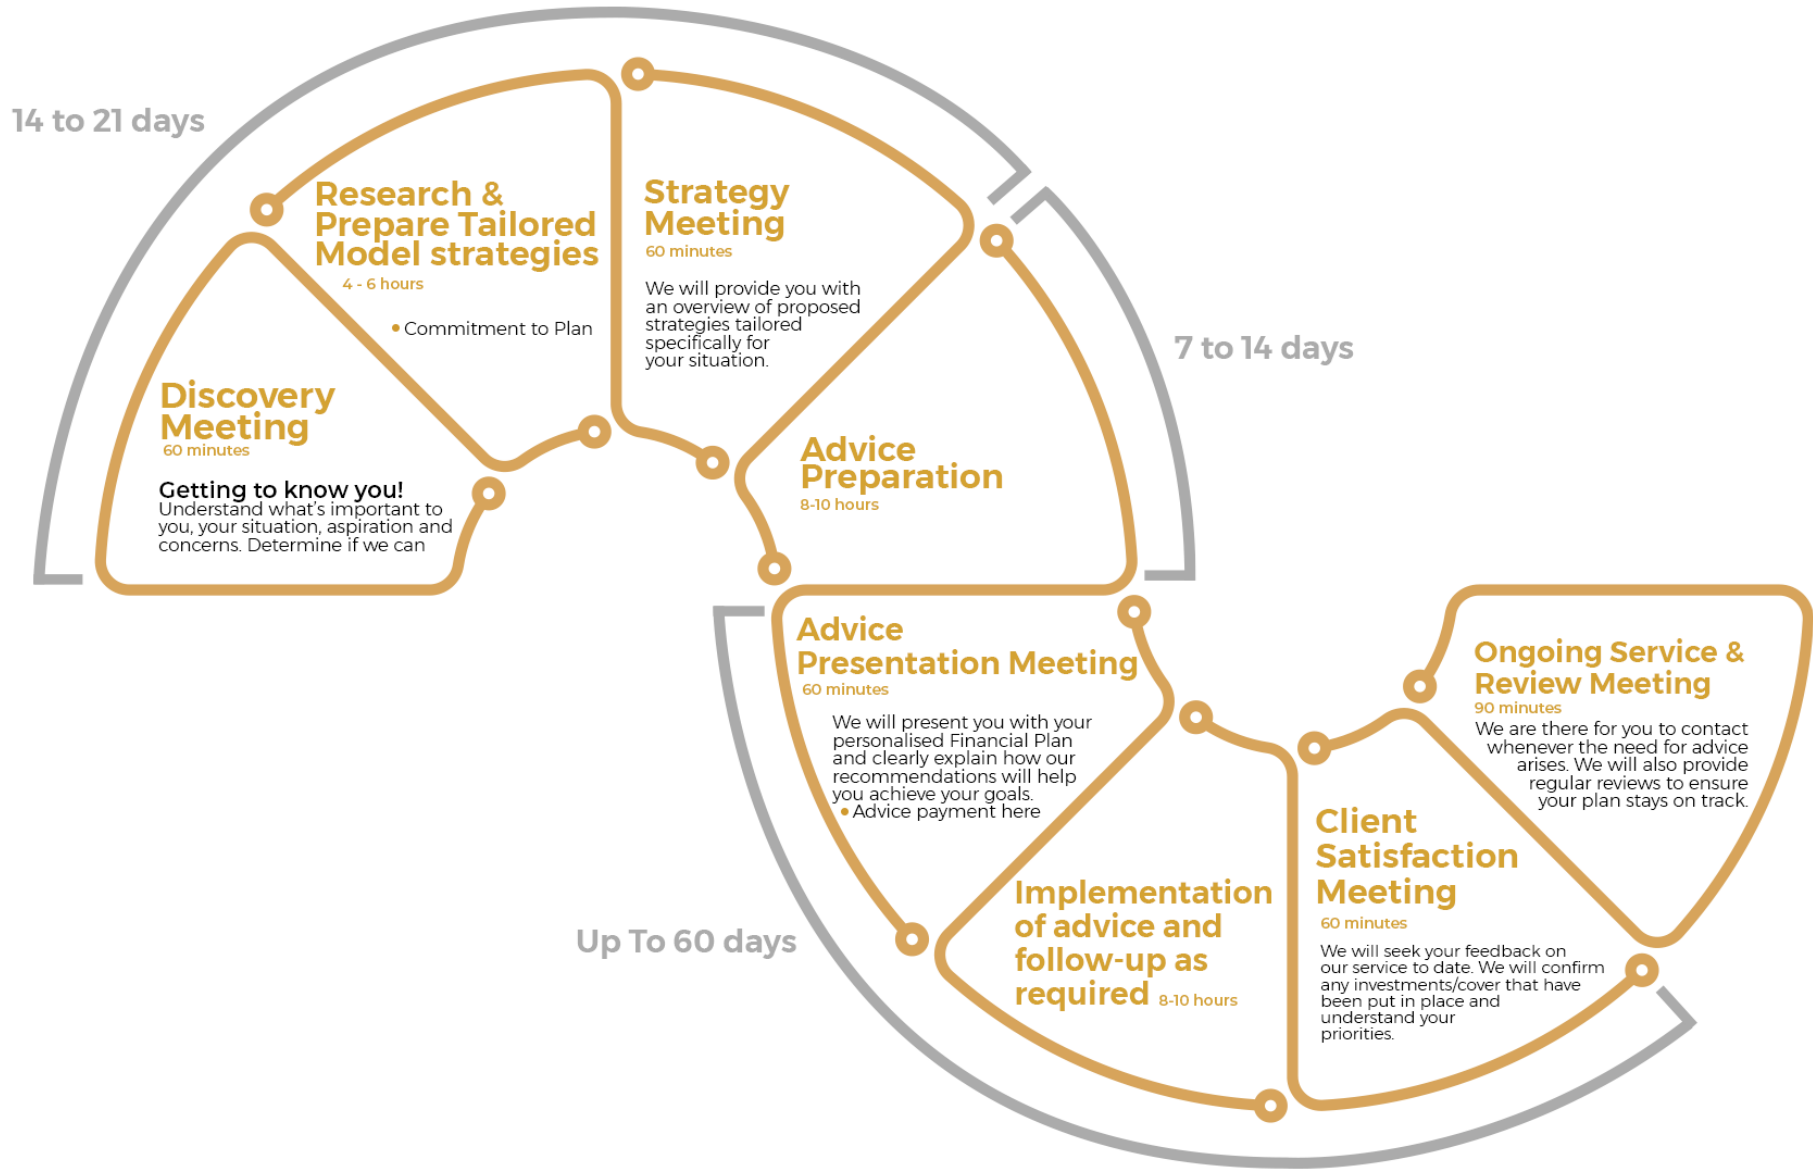 14 to 21 days
Discovery
Meeting
60 minutes
Getting to know you!
Understand what's important to
you, your situation, aspiration and
concerns. Determine if we can
Research &
Prepare Tailored
Model strategies
4 - 6 hours
• Commitment to Plan
Strategy
Meeting
60 minutes
We will provide you with
an overview of proposed
strategies tailored
specifically for
your situation.
7 to 14 days
Advice
Preparation
8-10 hours
Up To 60 days
Advice
Presentation Meeting
60 minutes
We will present you with your
personalised Financial Plan
and clearly explain how our
recommendations will help
you achieve your goals.
• Advice payment here
Implementation
of advice and
follow-up as
required 8-10 hours
Client
Satisfaction
Meeting
60 minutes
We will seek your feedback on
our service to date. We will confirm
any investments/cover that have
been put in place and
understand your
priorities.
Ongoing Service &
Review Meeting
90 minutes
We are there for you to contact
whenever the need for advice
arises. We will also provide
regular reviews to ensure
your plan stays on track.